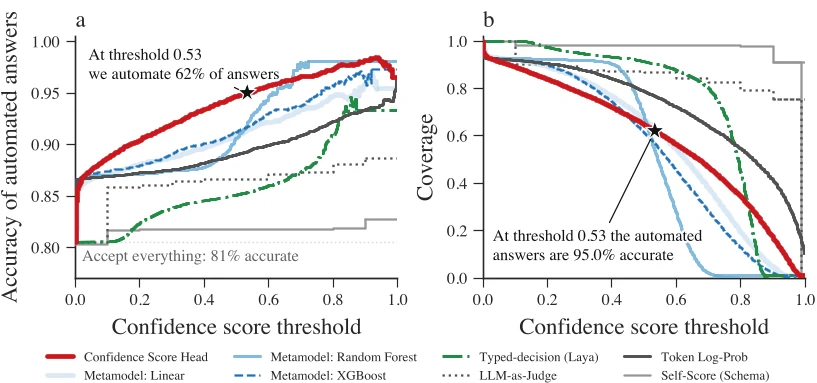 a
Accuracy of automated answers
1.00
0.95
0.90
0.85
0.80
At threshold 0.53
we automate 62% of answers
Accept everything: 81% accurate
0.0 0.2 0.4 0.6 0.8 1.0
Confidence score threshold
b
Coverage
1.0
0.8
0.6
0.4
0.2
0.0
At threshold 0.53 the automated
answers are 95.0% accurate
0.0 0.2 0.4 0.6 0.8 1.0
Confidence score threshold
Confidence Score Head Metamodel: Random Forest Typed-decision (Laya) Token Log-Prob
Metamodel: Linear Metamodel: XGBoost LLM-as-Judge Self-Score (Schema)